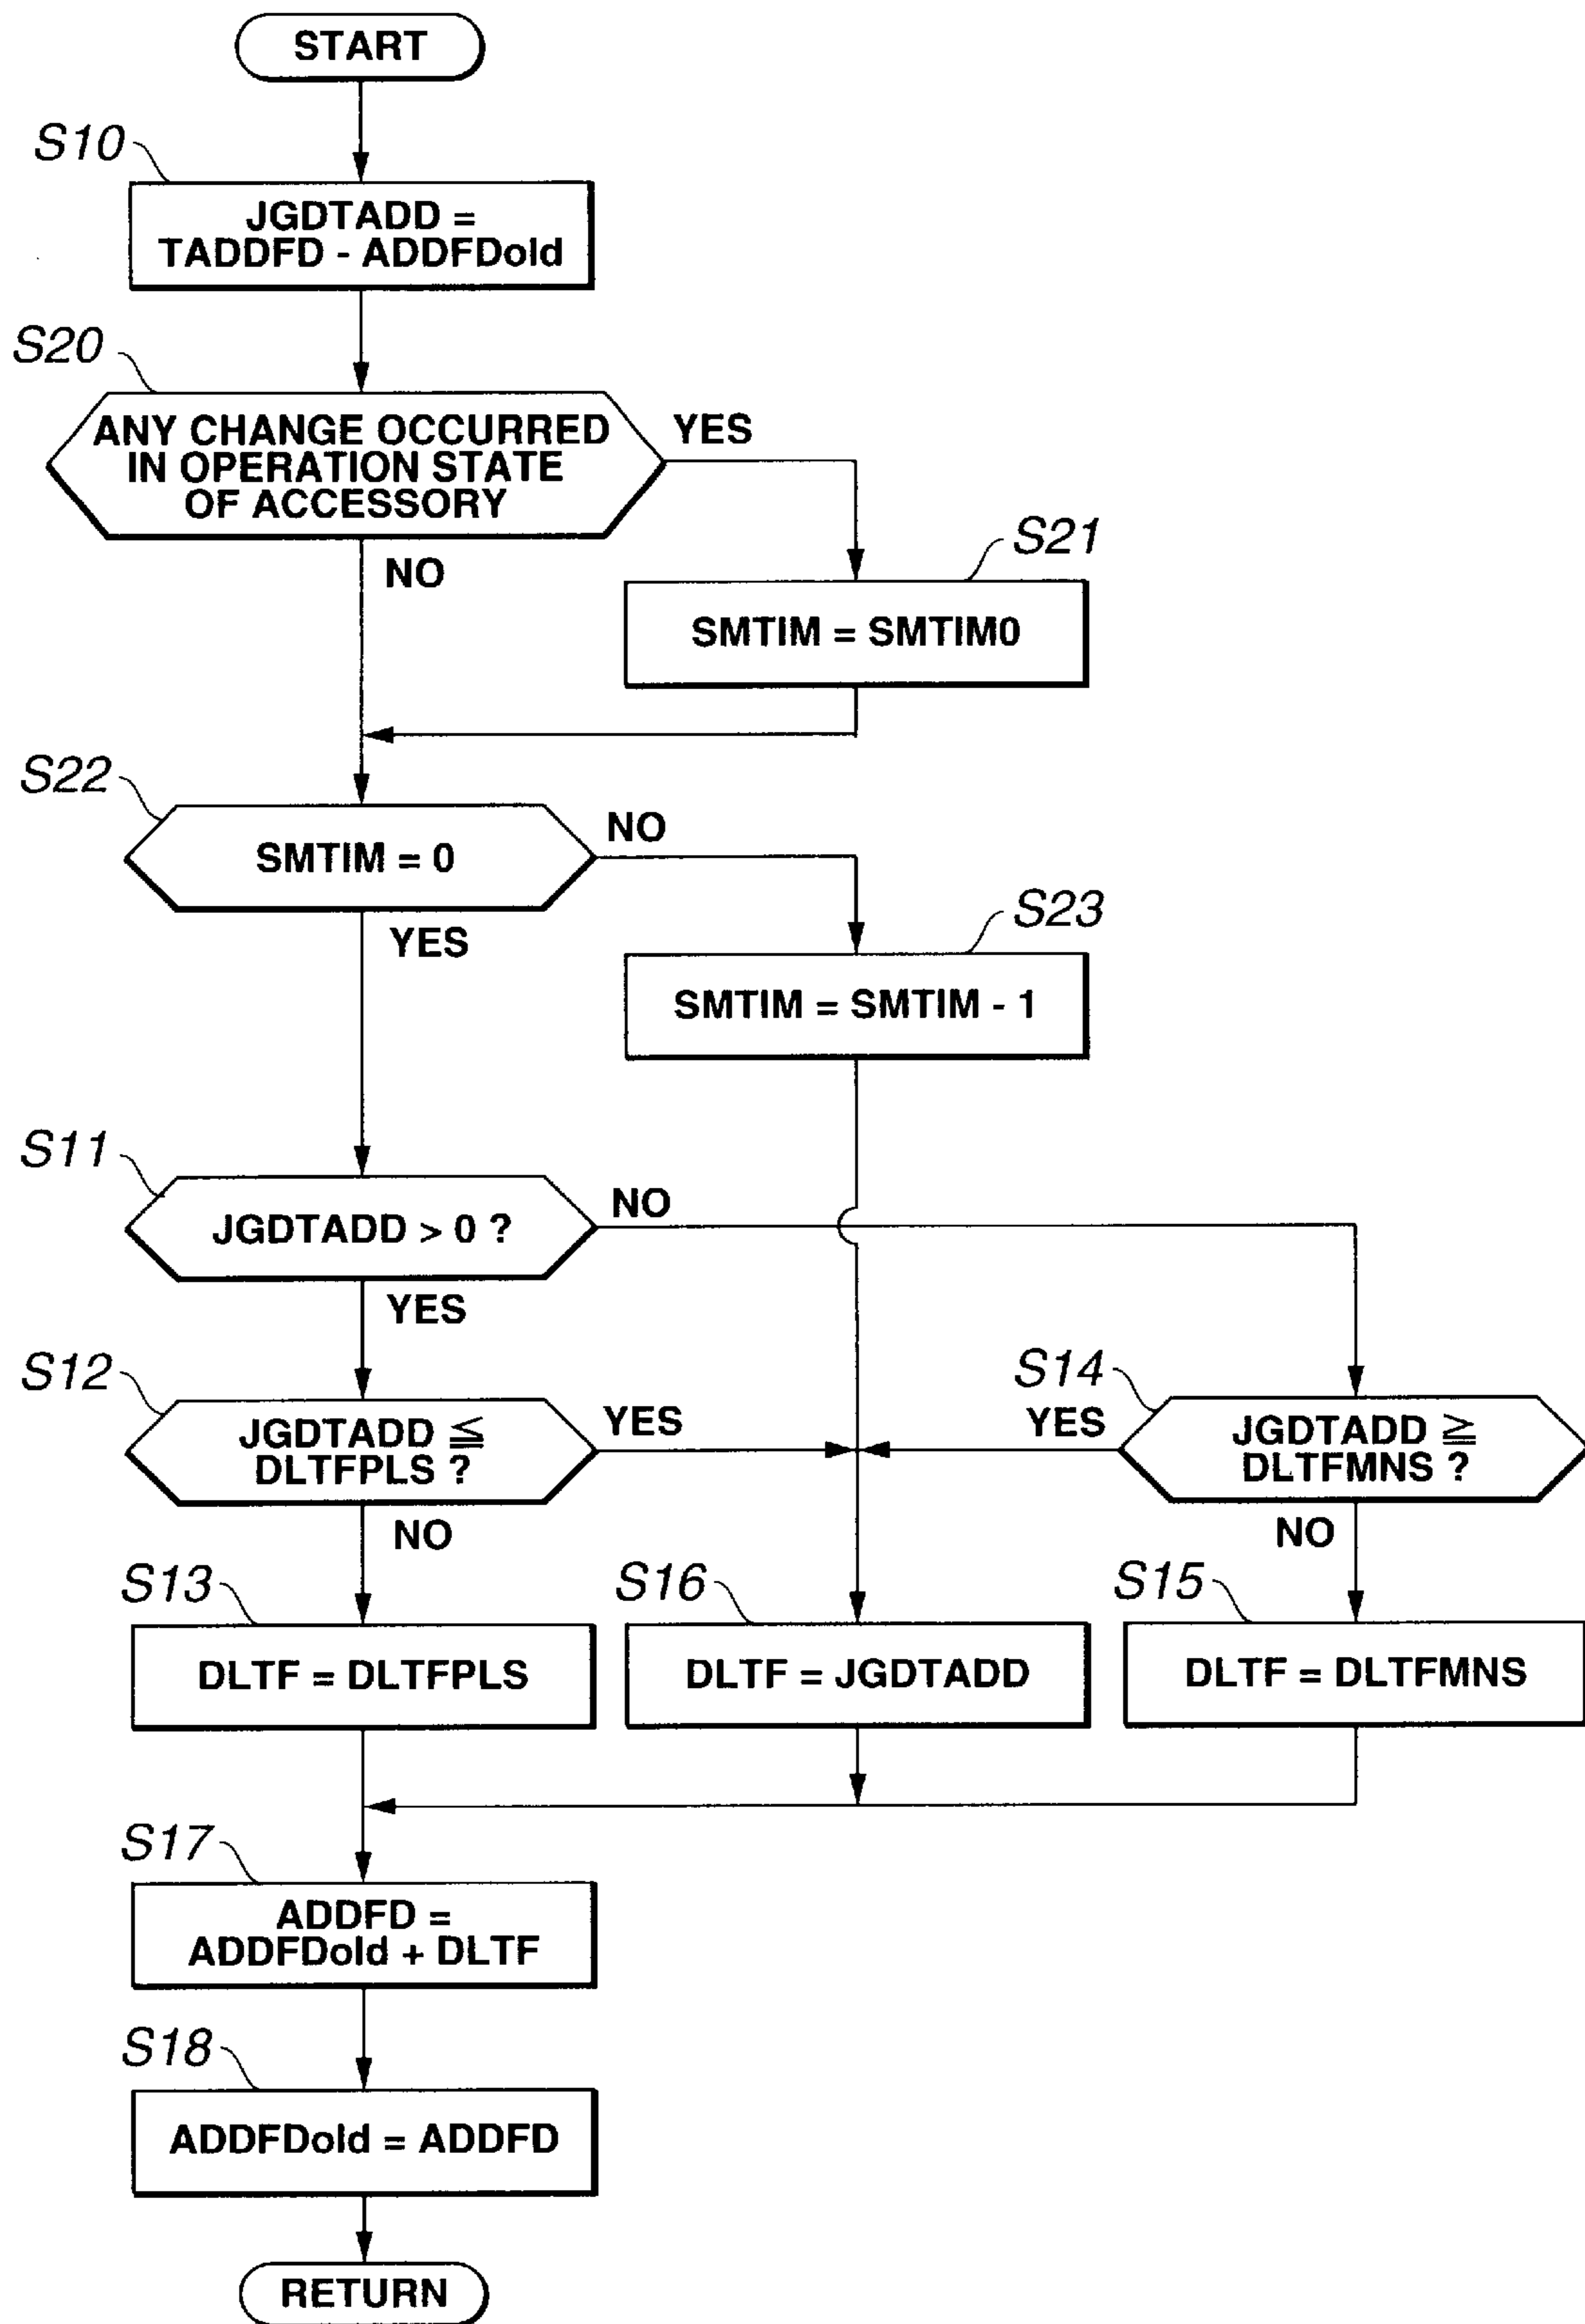 START
S10
JGDTADD =
TADDFD - ADDFDold
S20
ANY CHANGE OCCURRED
IN OPERATION STATE
OF ACCESSORY
YES
NO
S21
SMTIM = SMTIM0
S22
SMTIM = 0
NO
YES
S23
SMTIM = SMTIM - 1
S11
JGDTADD > 0 ?
NO
YES
S12
JGDTADD ≦
DLTFPLS ?
YES
NO
S14
JGDTADD ≧
DLTFMNS ?
YES
NO
S13
DLTF = DLTFPLS
S16
DLTF = JGDTADD
S15
DLTF = DLTFMNS
S17
ADDFD =
ADDFDold + DLTF
S18
ADDFDold = ADDFD
RETURN